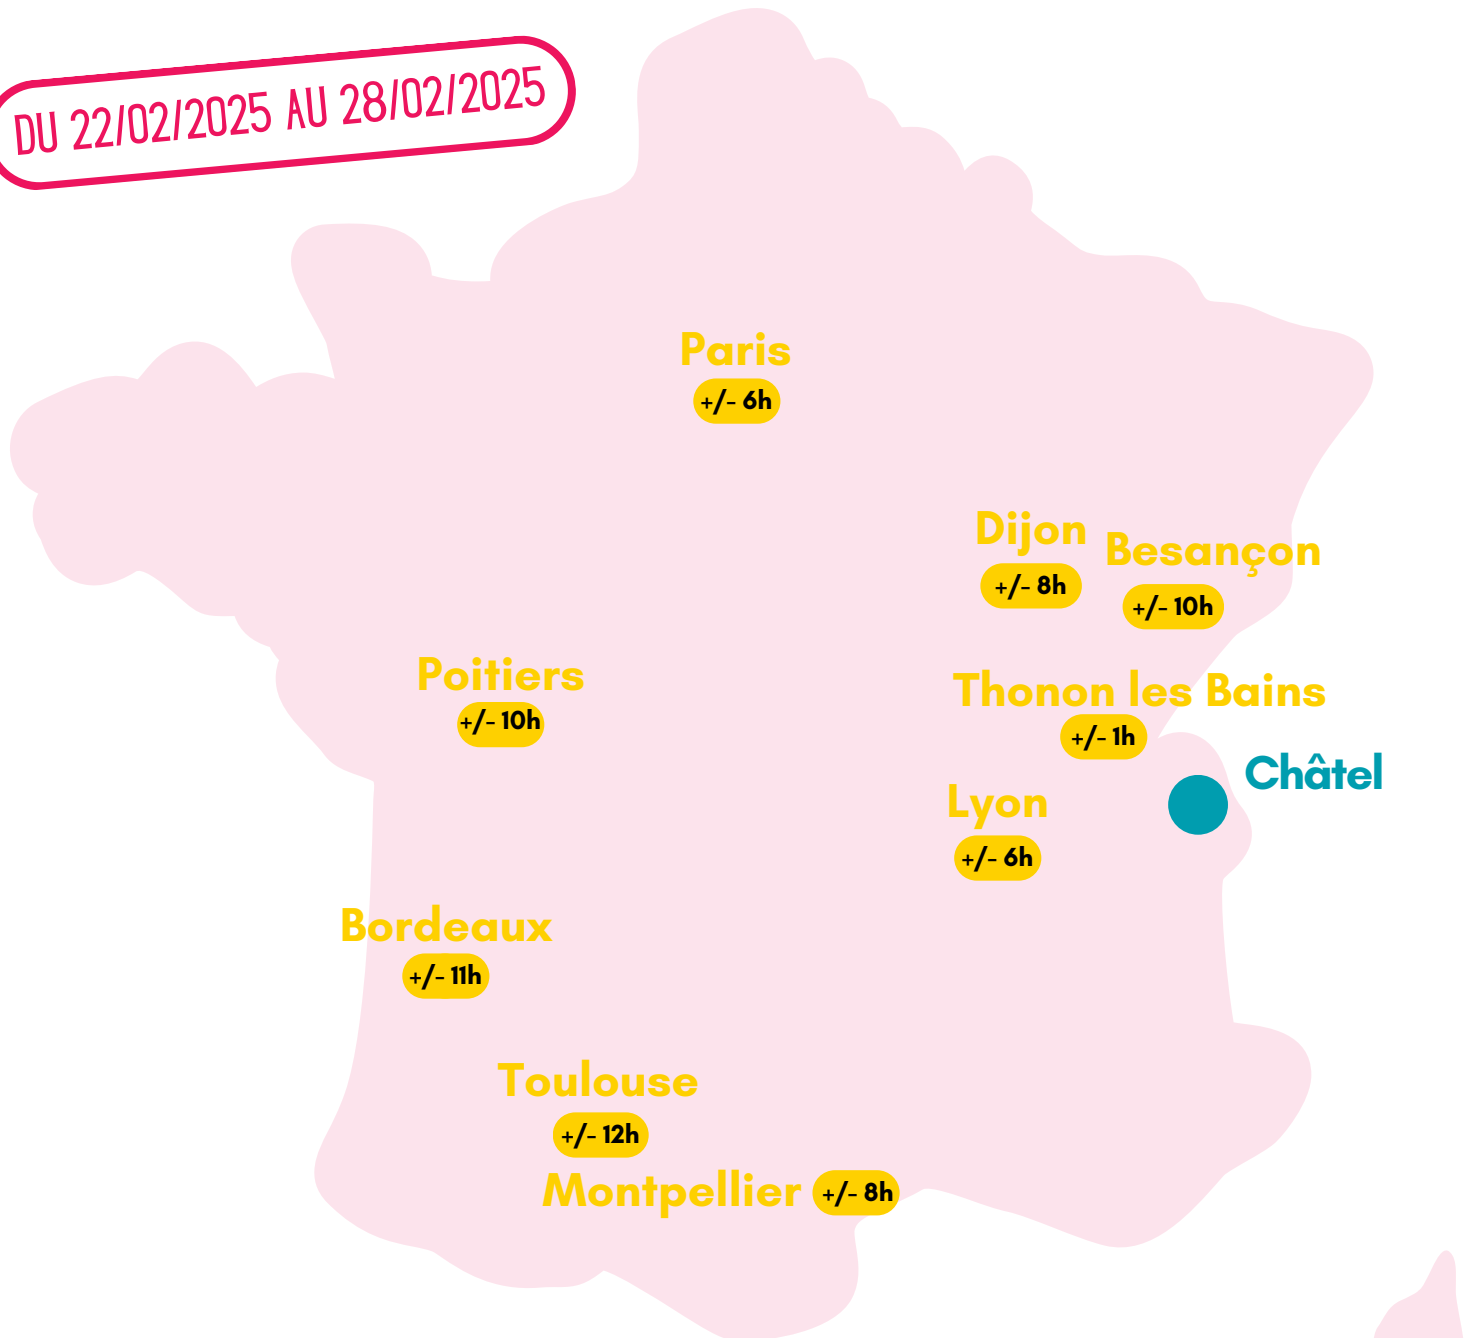 DU 22/02/2025 AU 28/02/2025
Paris
+/- 6h
Dijon
+/- 8h
Besançon
+/- 10h
Poitiers
+/- 10h
Thonon les Bains
+/- 1h
Châtel
Lyon
+/- 6h
Bordeaux
+/- 11h
Toulouse
+/- 12h
Montpellier +/- 8h